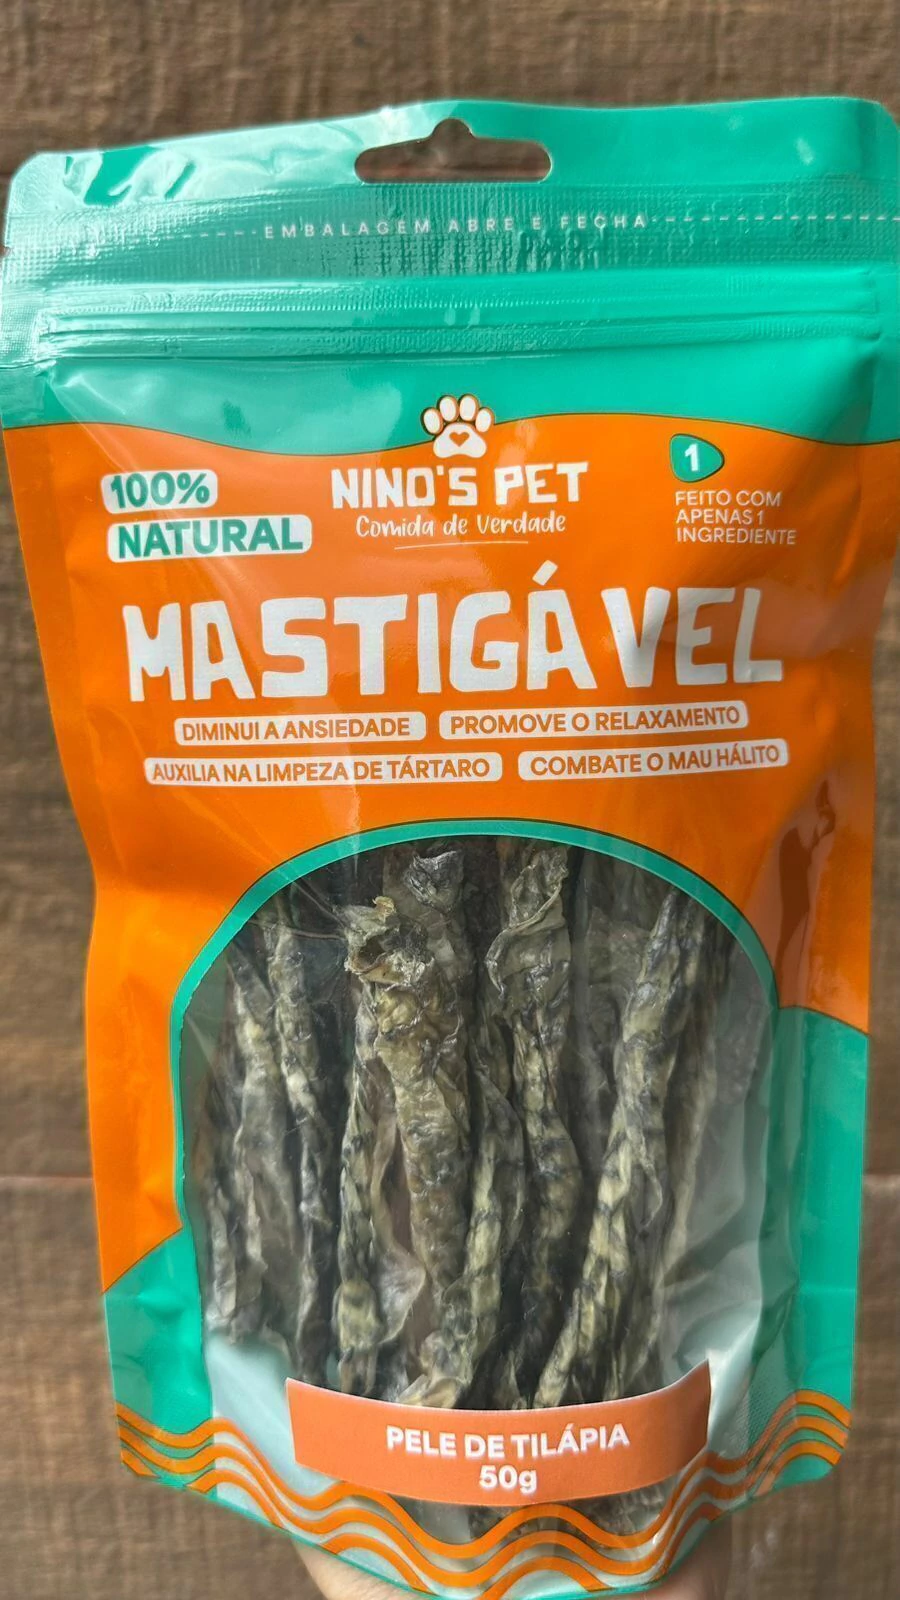 EMBALAGEM ABRE E FECHA
NINO'S PET
Comida de Verdade
100%
NATURAL
1
FEITO COM
APENAS 1
INGREDIENTE
MASTIGÁVEL
DIMINUI A ANSIEDADE PROMOVE O RELAXAMENTO
AUXILIA NA LIMPEZA DE TÁRTARO COMBATE O MAU HÁLITO
PELE DE TILÁPIA
50g